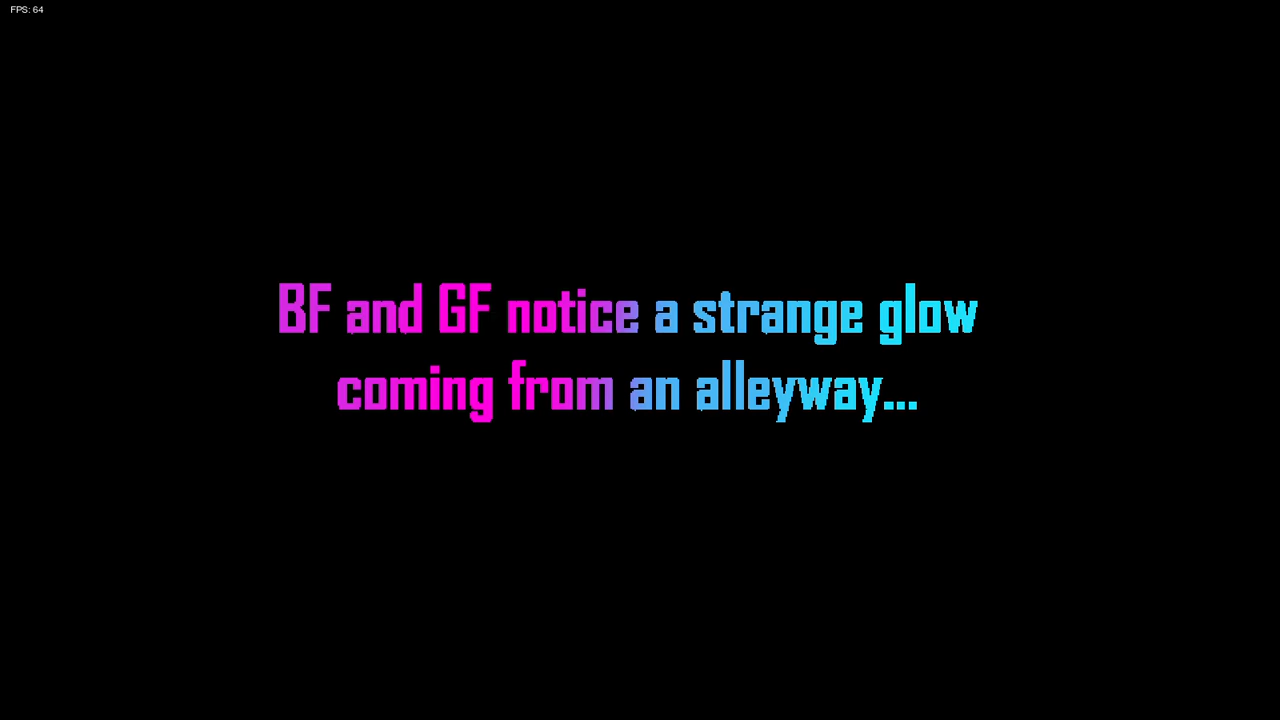 FPS: 64
BF and GF notice a strange glow
coming from an alleyway...